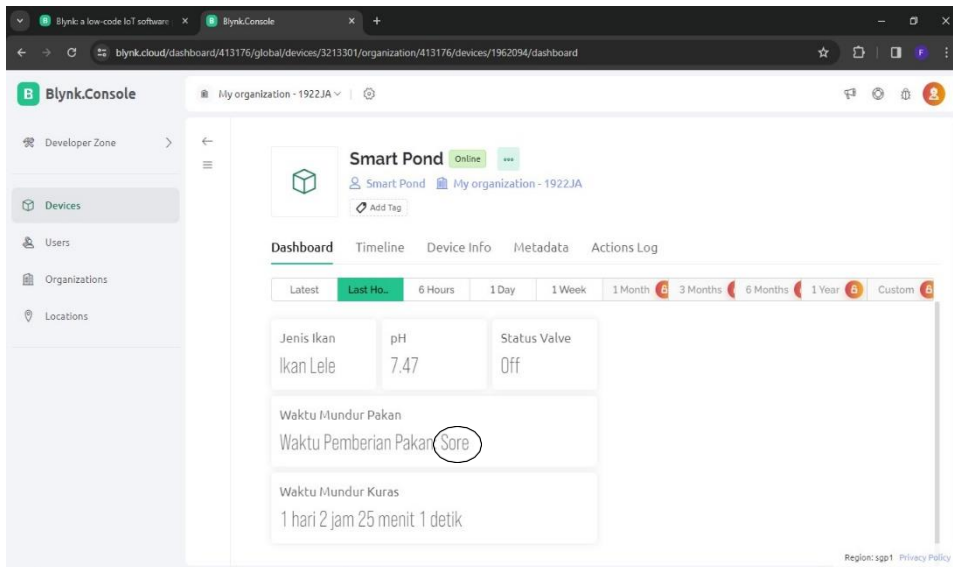 Blynk: a low-code IoT software
Blynk.Console
blynk.cloud/dashboard/413176/global/devices/3213301/organization/413176/devices/1962094/dashboard
F
B Blynk.Console
My organization - 1922JA
Developer Zone
Devices
Users
Organizations
Locations
Smart Pond Online
Smart Pond My organization - 1922JA
Add Tag
Dashboard Timeline Device Info Metadata Actions Log
Latest Last Ho... 6 Hours 1 Day 1 Week 1 Month 3 Months 6 Months 1 Year Custom
Jenis Ikan pH Status Valve
Ikan Lele 7.47 Off
Waktu Mundur Pakan
Waktu Pemberian Pakan Sore
Waktu Mundur Kuras
1 hari 2 jam 25 menit 1 detik
Region: sgp1 Privacy Policy